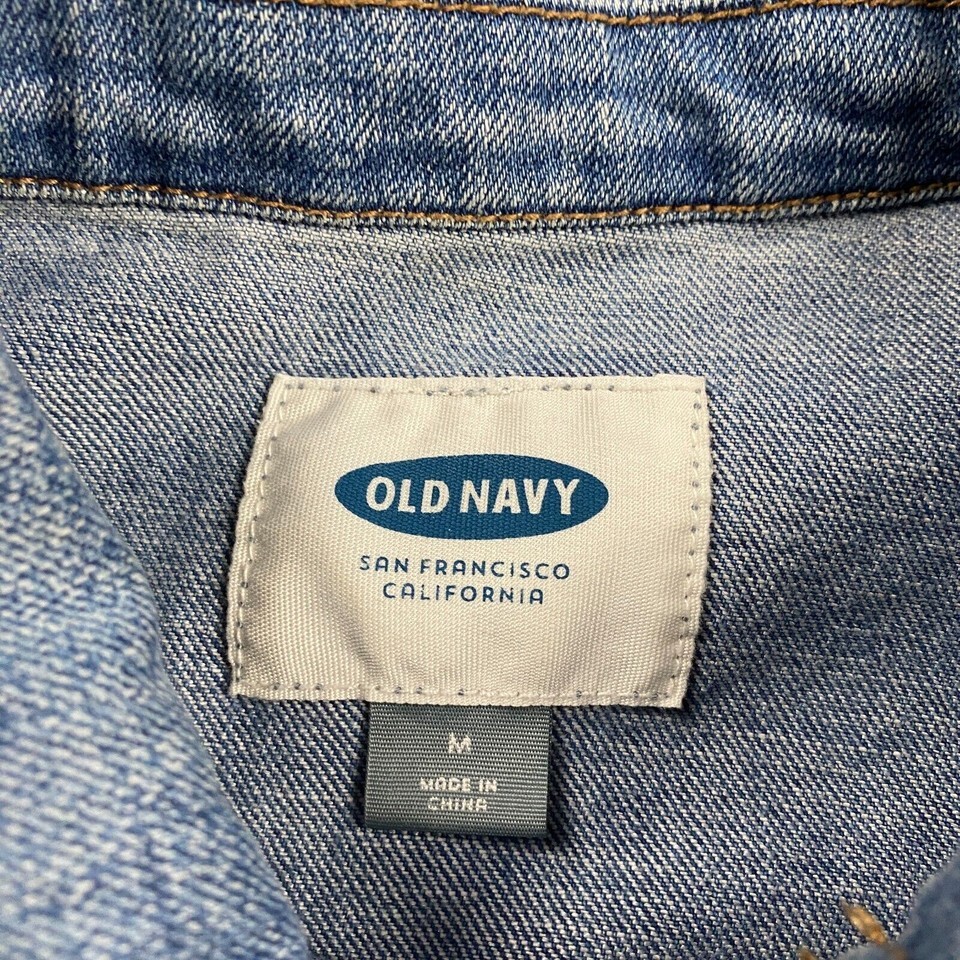 OLD NAVY
SAN FRANCISCO
CALIFORNIA
M
MADE IN
CHINA